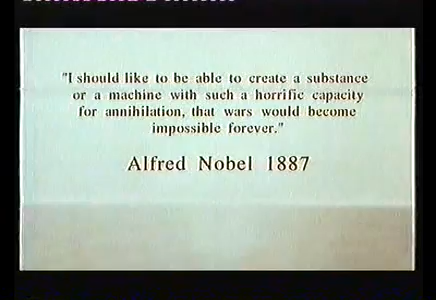 "I should like to be able to create a substance
or a machine with such a horrific capacity
for annihilation, that wars would become
impossible forever."
Alfred Nobel 1887